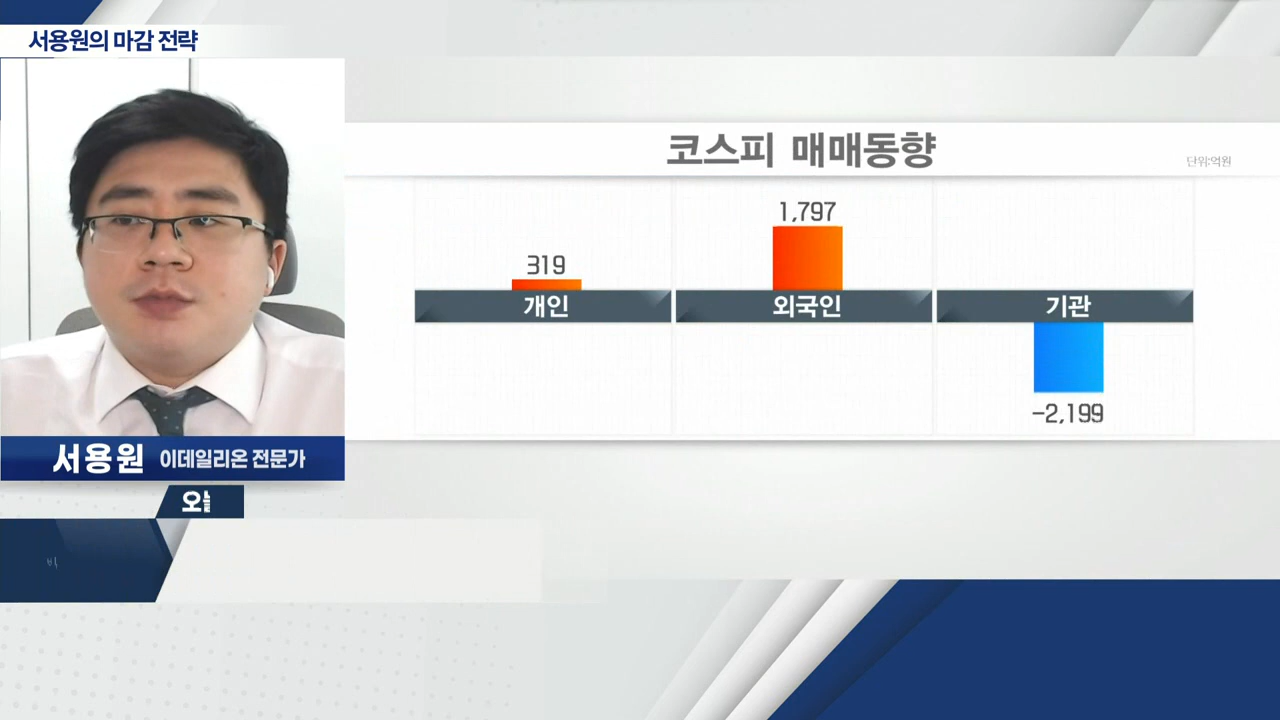 서용원의 마감 전략
코스피 매매동향
단위:억원
319
1,797
개인
외국인
기관
-2,199
서용원 이데일리온 전문가